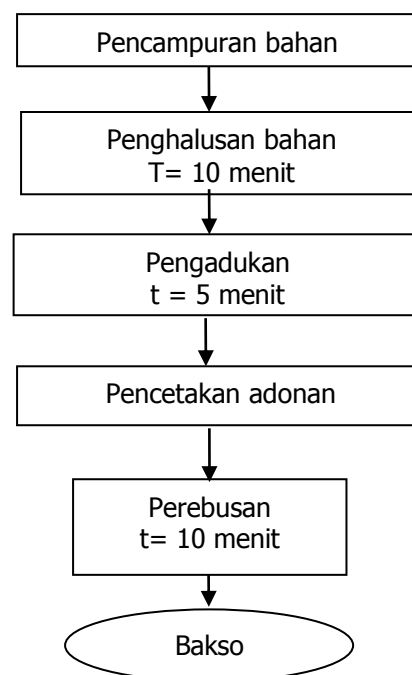 Pencampuran bahan
Penghalusan bahan
T= 10 menit
Pengadukan
t = 5 menit
Pencetakan adonan
Perebusan
t= 10 menit
Bakso